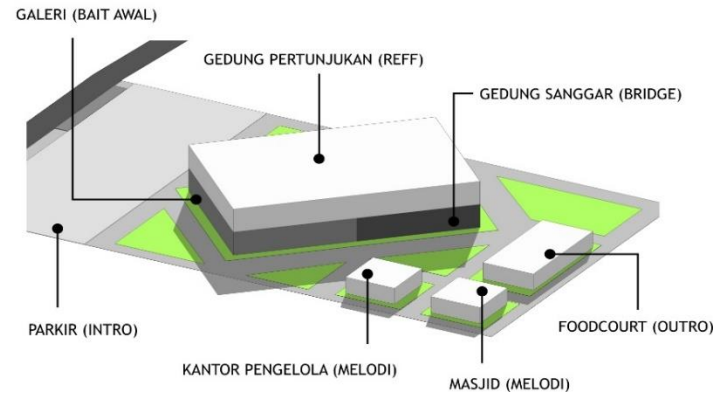 GALERI (BAIT AWAL)
GEDUNG PERTUNJUKAN (REFF)
GEDUNG SANGGAR (BRIDGE)
PARKIR (INTRO)
FOODCOURT (OUTRO)
KANTOR PENGELOLA (MELODI)
MASJID (MELODI)